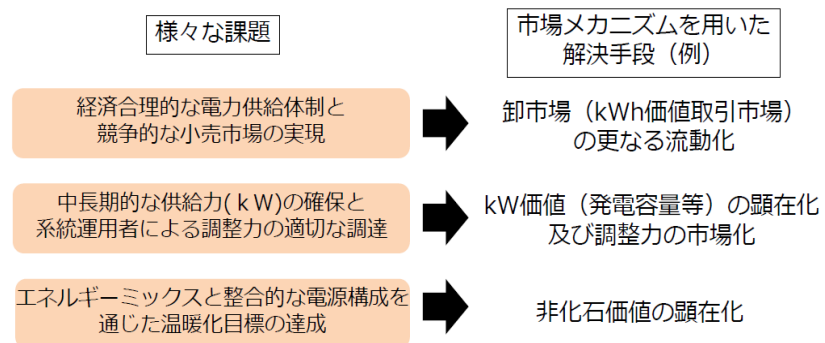 様々な課題
市場メカニズムを用いた
解決手段（例）
経済合理的な電力供給体制と
競争的な小売市場の実現
卸市場（kWh価値取引市場）
の更なる流動化
中長期的な供給力(ｋW)の確保と
系統運用者による調整力の適切な調達
kW価値（発電容量等）の顕在化
及び調整力の市場化
エネルギーミックスと整合的な電源構成を
通じた温暖化目標の達成
非化石価値の顕在化